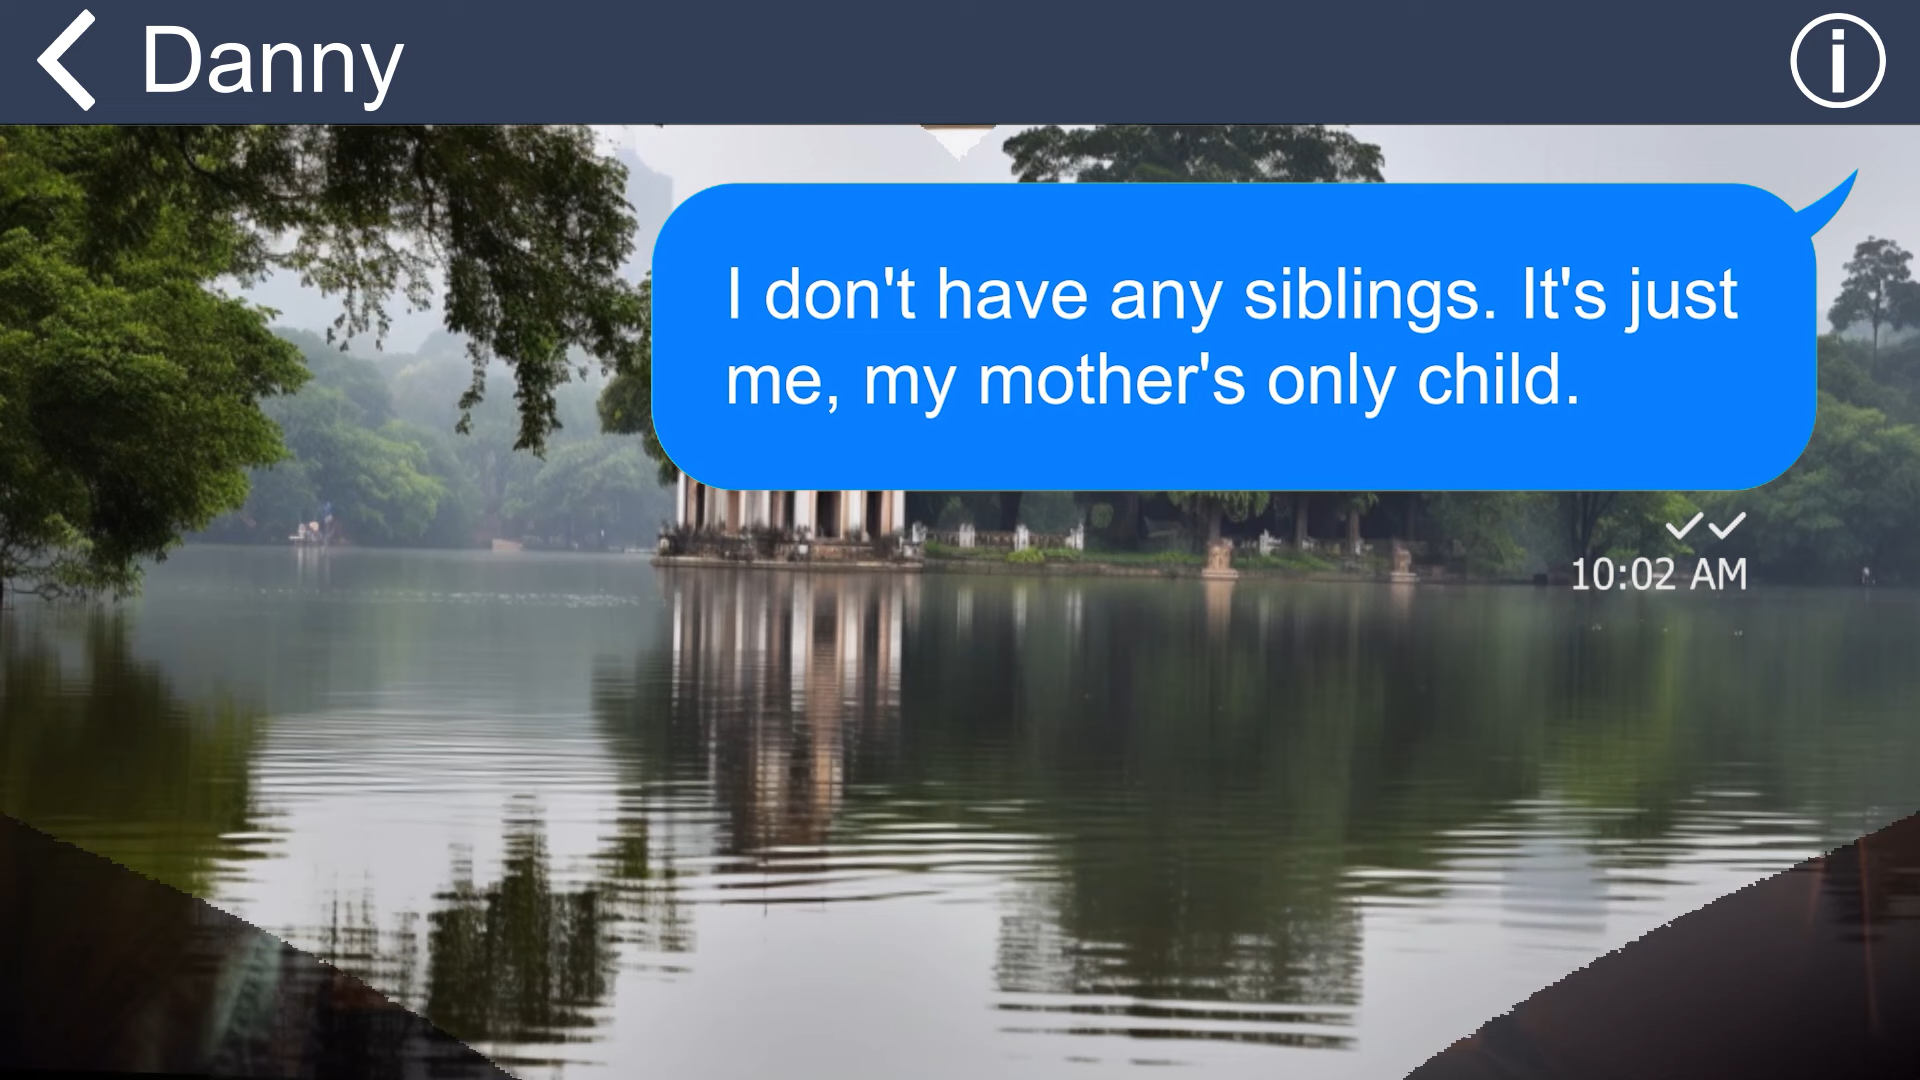 Danny
I don't have any siblings. It's just
me, my mother's only child.
10:02 AM